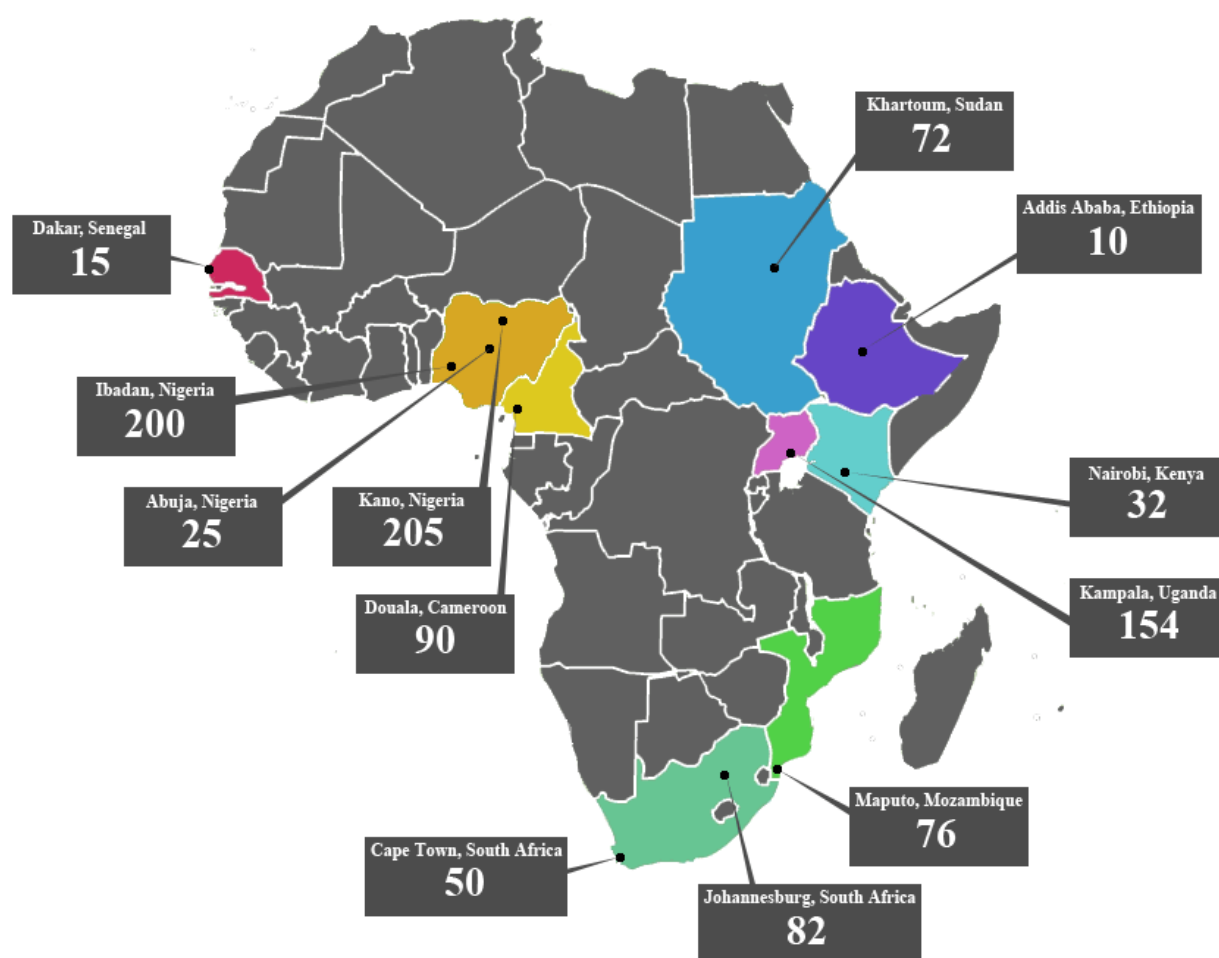 Khartoum, Sudan
72
Addis Ababa, Ethiopia
10
Dakar, Senegal
15
Ibadan, Nigeria
200
Abuja, Nigeria
25
Kano, Nigeria
205
Nairobi, Kenya
32
Douala, Cameroon
90
Kampala, Uganda
154
Maputo, Mozambique
76
Cape Town, South Africa
50
Johannesburg, South Africa
82